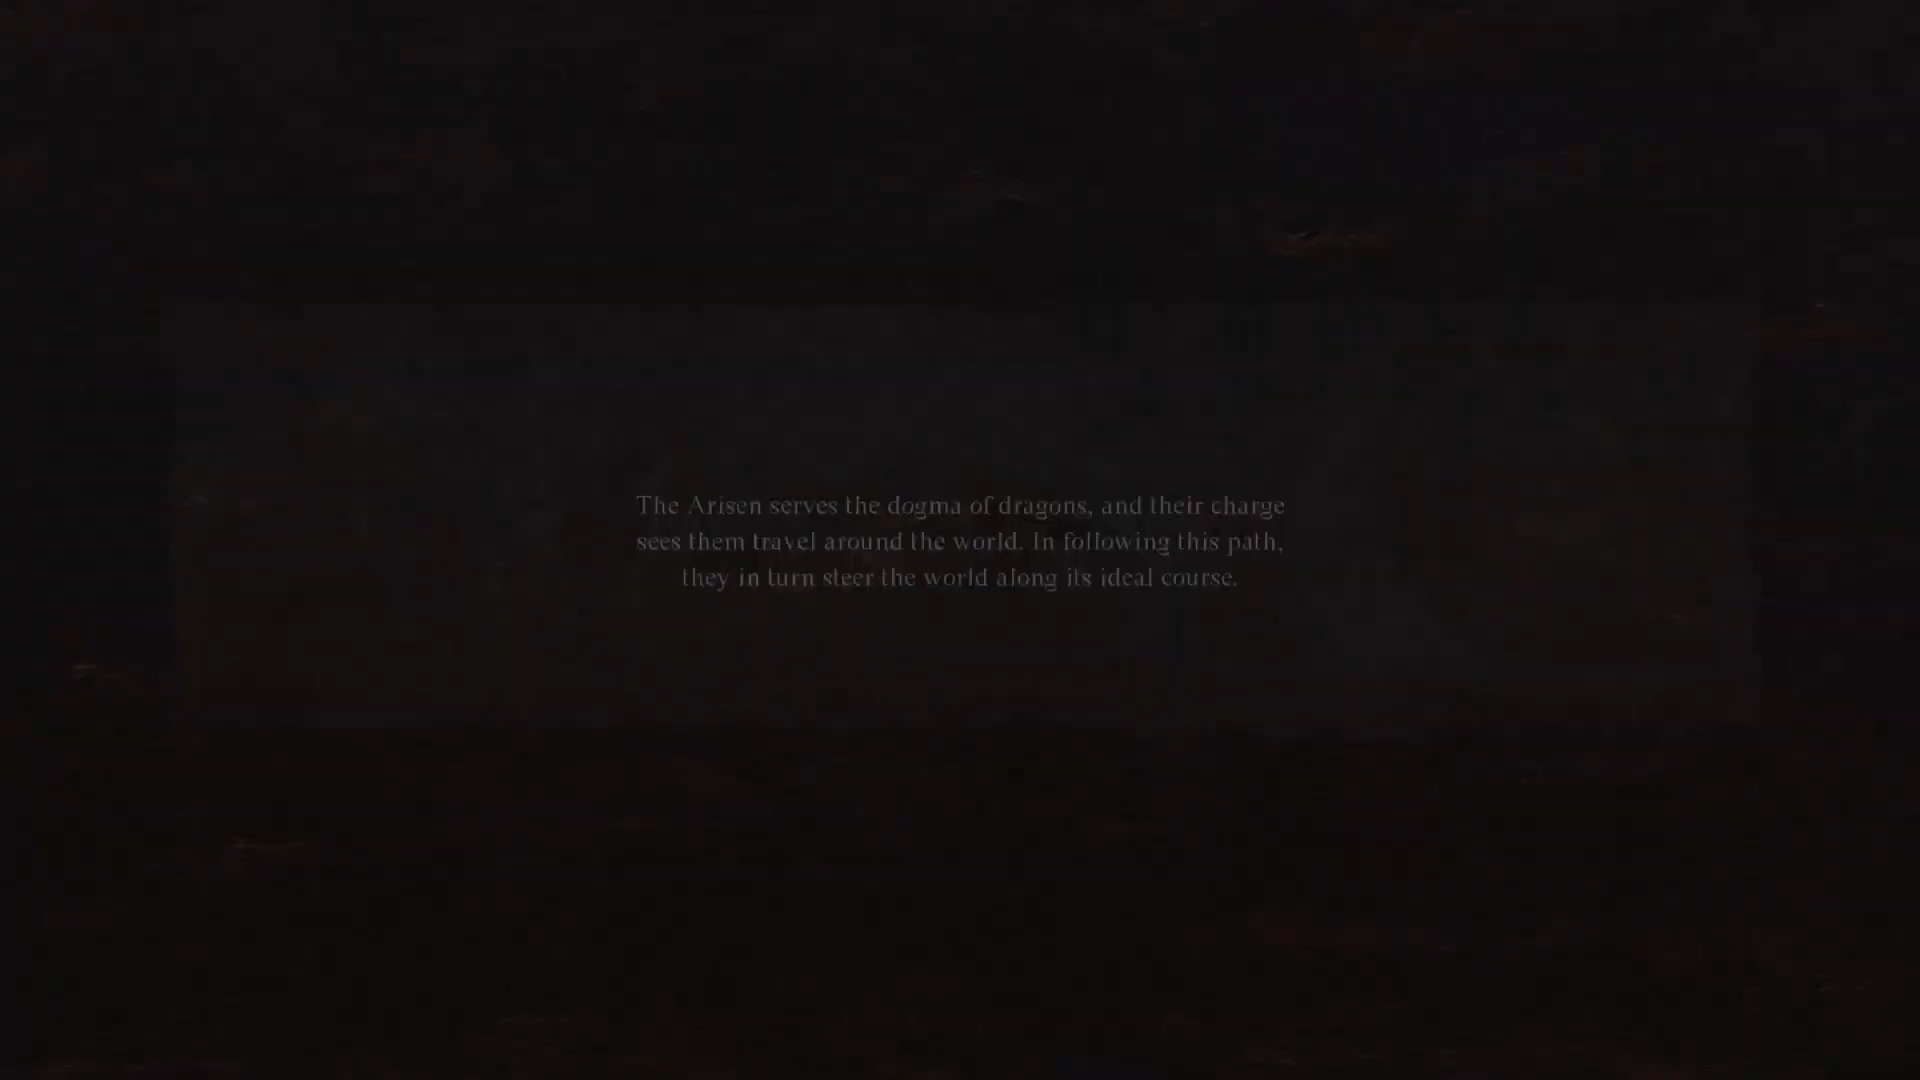 The Arisen serves the dogma of dragons, and their charge
sees them travel around the world. In following this path,
they in turn steer the world along its ideal course.